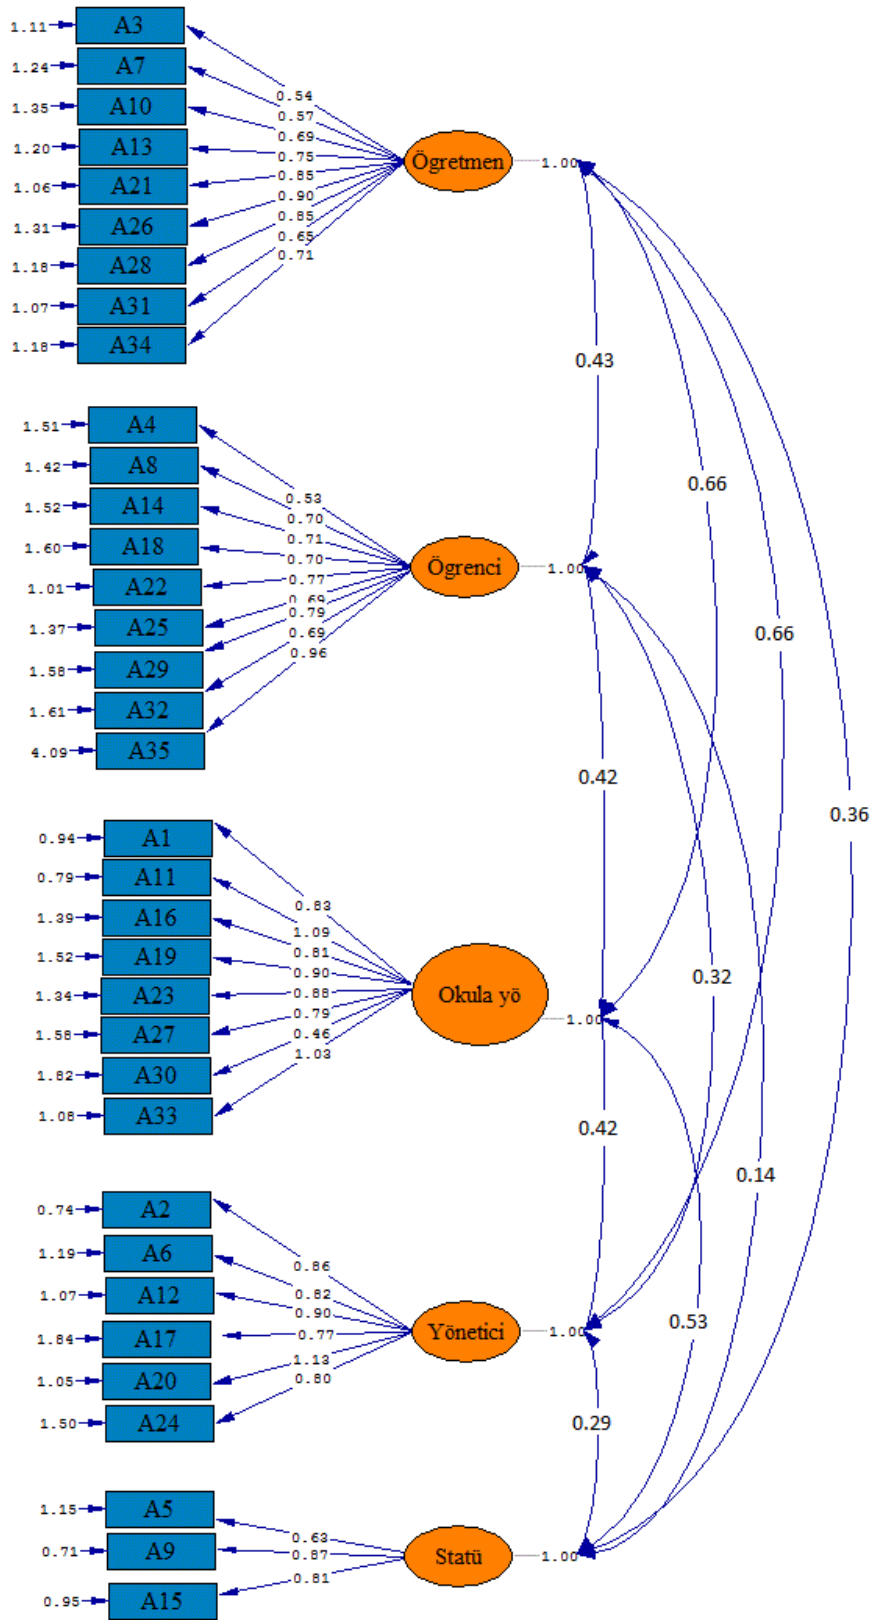 1.11 A3
1.24 A7
1.35 A10
1.20 A13
1.06 A21
1.31 A26
1.18 A28
1.07 A31
1.18 A34
0.54
0.57
0.69
0.75
0.85
0.90
0.85
0.65
0.71
Ögretmen 1.00
1.51 A4
1.42 A8
1.52 A14
1.60 A18
1.01 A22
1.37 A25
1.58 A29
1.61 A32
4.09 A35
0.53
0.70
0.71
0.70
0.77
0.69
0.79
0.69
0.96
Ögrenci 1.00
0.94 A1
0.79 A11
1.39 A16
1.52 A19
1.34 A23
1.58 A27
1.82 A30
1.08 A33
0.83
1.09
0.81
0.90
0.88
0.79
0.46
1.03
Okula yö 1.00
0.74 A2
1.19 A6
1.07 A12
1.84 A17
1.05 A20
1.50 A24
0.86
0.82
0.90
0.77
1.13
0.80
Yönetici 1.00
1.15 A5
0.71 A9
0.95 A15
0.63
0.87
0.81
Statü 1.00
0.43
0.66
0.66
0.42
0.36
0.32
0.42
0.14
0.53
0.29